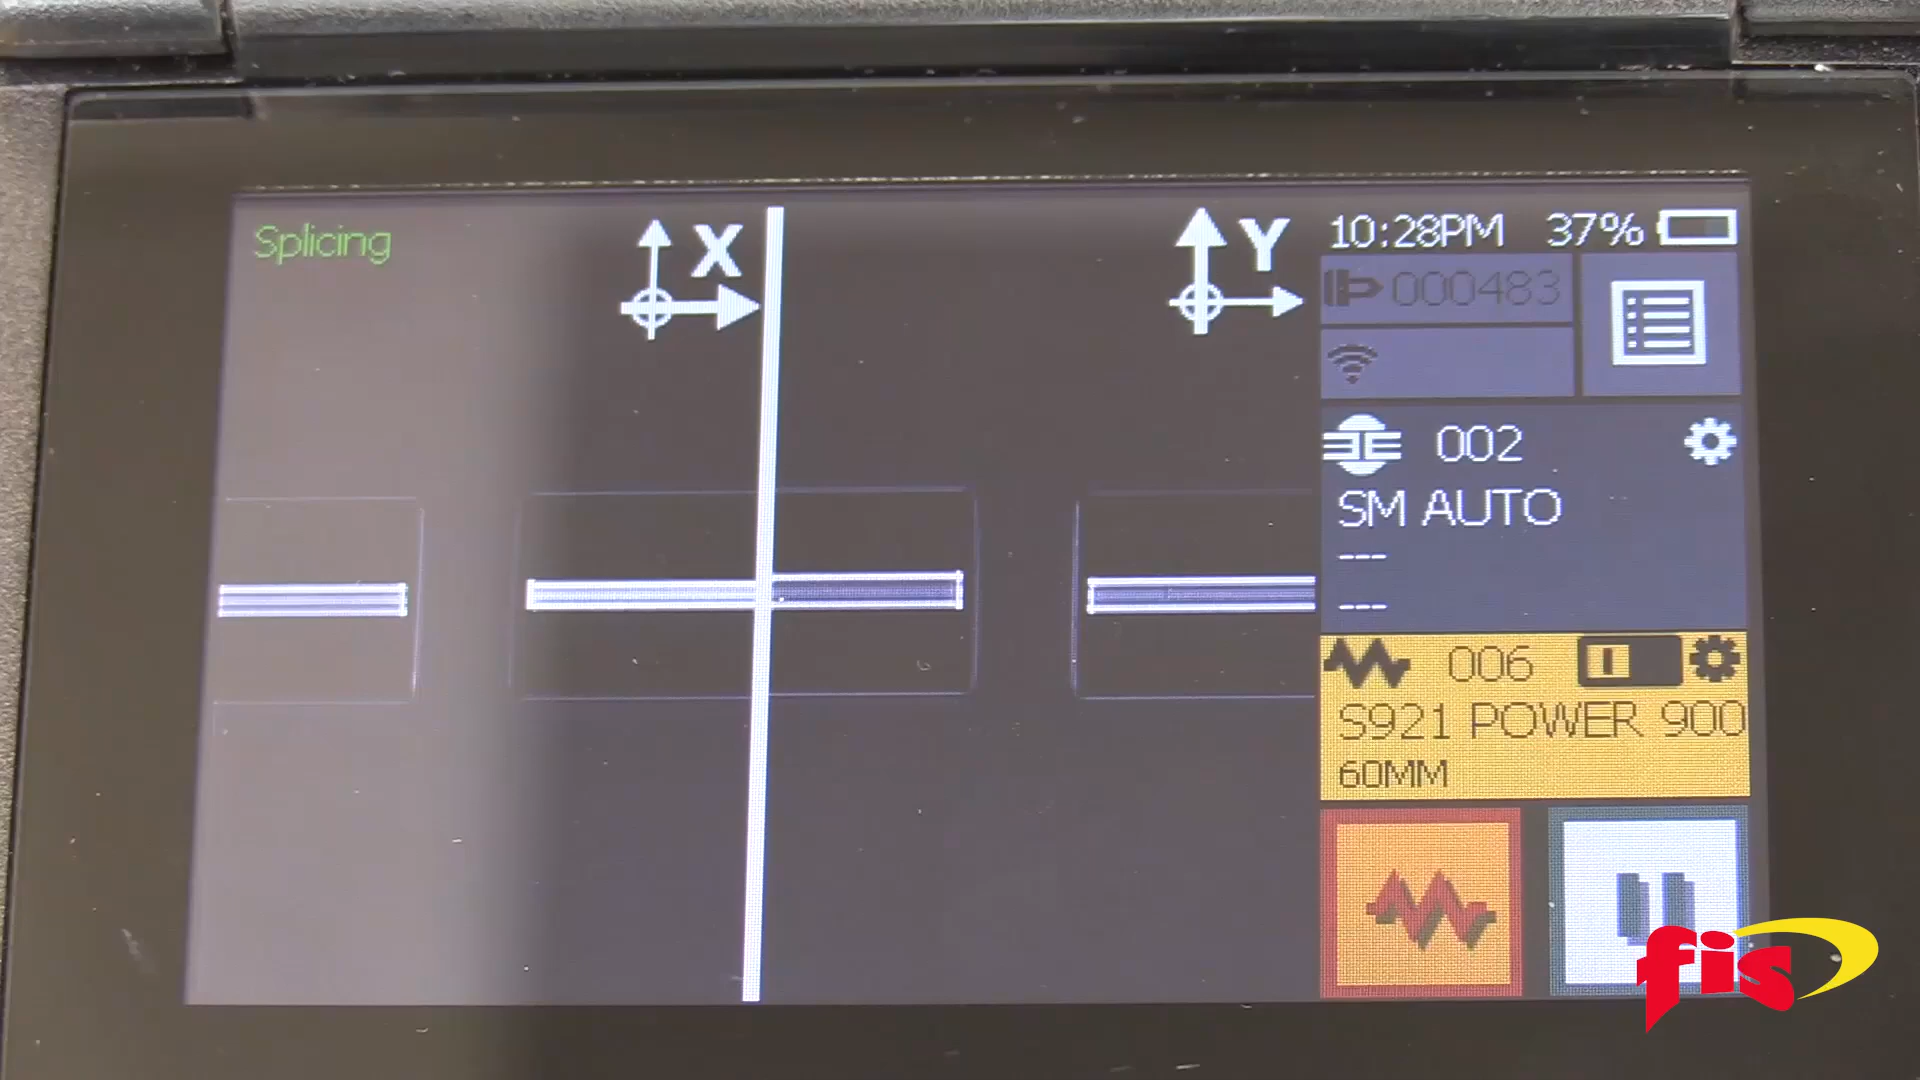 Splicing
X
Y
10:28PM 37%
000483
002
SM AUTO
---
---
006
S921 POWER 900
60MM
fis